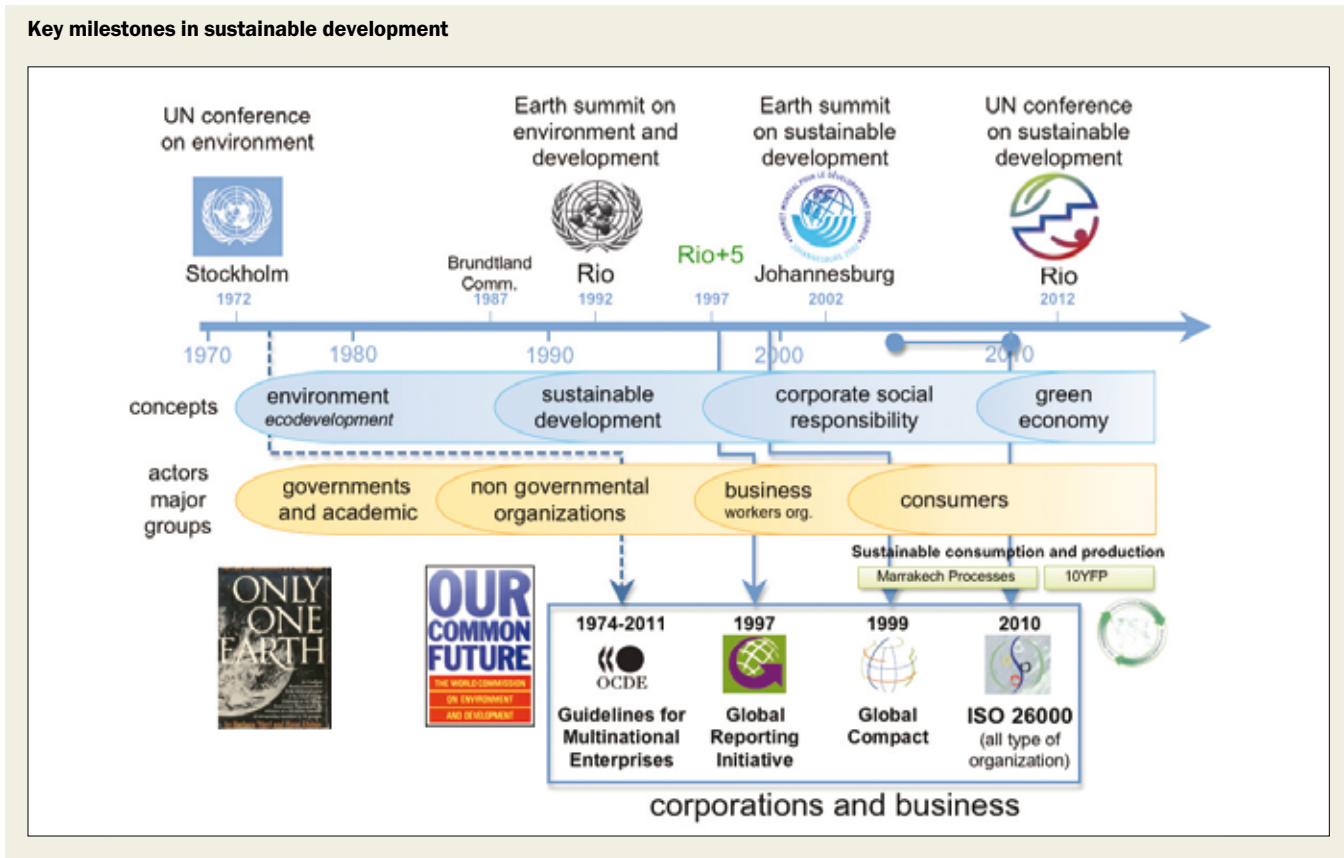 Key milestones in sustainable development
UN conference
on environment
Earth summit on
environment and
development
Earth summit
on sustainable
development
UN conference
on sustainable
development
Stockholm
1972
Brundtland
Comm.
1987
Rio
1992
Rio+5
1997
Johannesburg
2002
Rio
2012
1970
1980
1990
2000
2010
concepts
environment
ecodevelopment
sustainable
development
corporate social
responsibility
green
economy
actors
major
groups
governments
and academic
non governmental
organizations
business
workers org.
consumers
Sustainable consumption and production
Marrakech Processes
10YFP
ONLY
ONE
EARTH
OUR
COMMON
FUTURE
THE WORLD COMMISSION
ON ENVIRONMENT
AND DEVELOPMENT
1974-2011
OCDE
Guidelines for
Multinational
Enterprises
1997
Global
Reporting
Initiative
1999
Global
Compact
2010
ISO 26000
(all type of
organization)
corporations and business